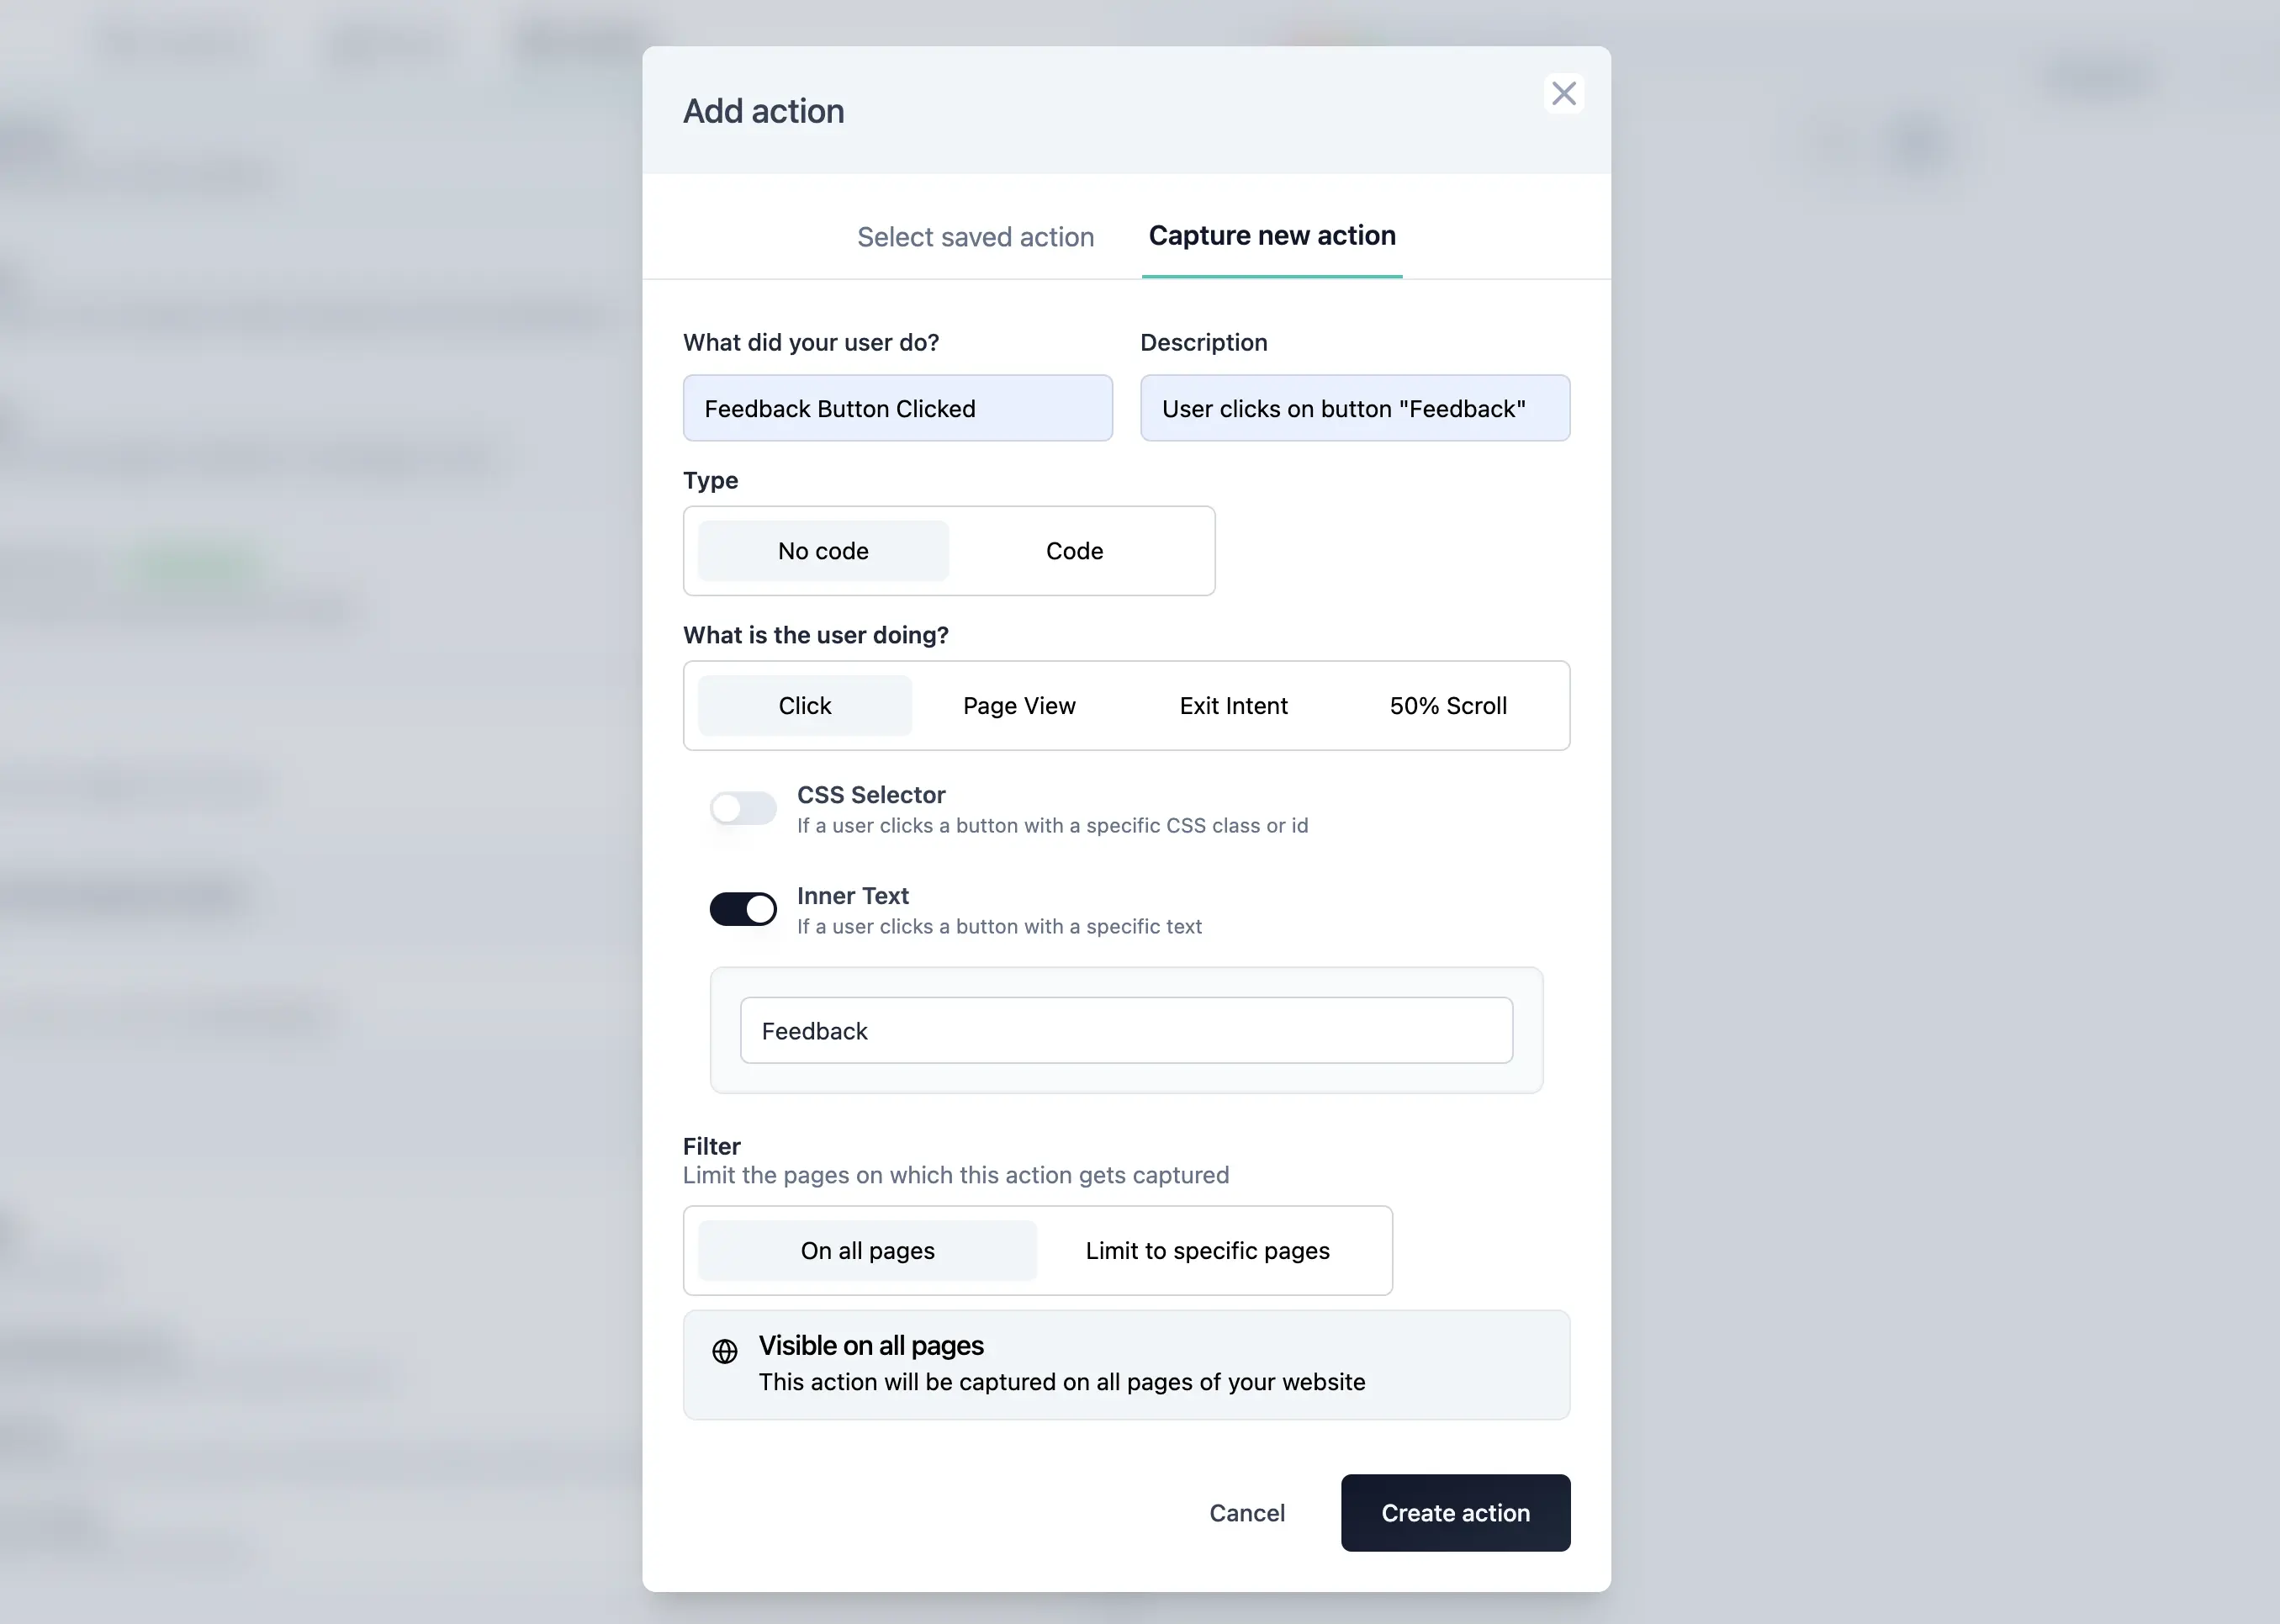 Add action
Select saved action
Capture new action
What did your user do?
Description
Feedback Button Clicked
User clicks on button "Feedback"
Type
No code
Code
What is the user doing?
Click
Page View
Exit Intent
50% Scroll
CSS Selector
If a user clicks a button with a specific CSS class or id
Inner Text
If a user clicks a button with a specific text
Feedback
Filter
Limit the pages on which this action gets captured
On all pages
Limit to specific pages
Visible on all pages
This action will be captured on all pages of your website
Cancel
Create action